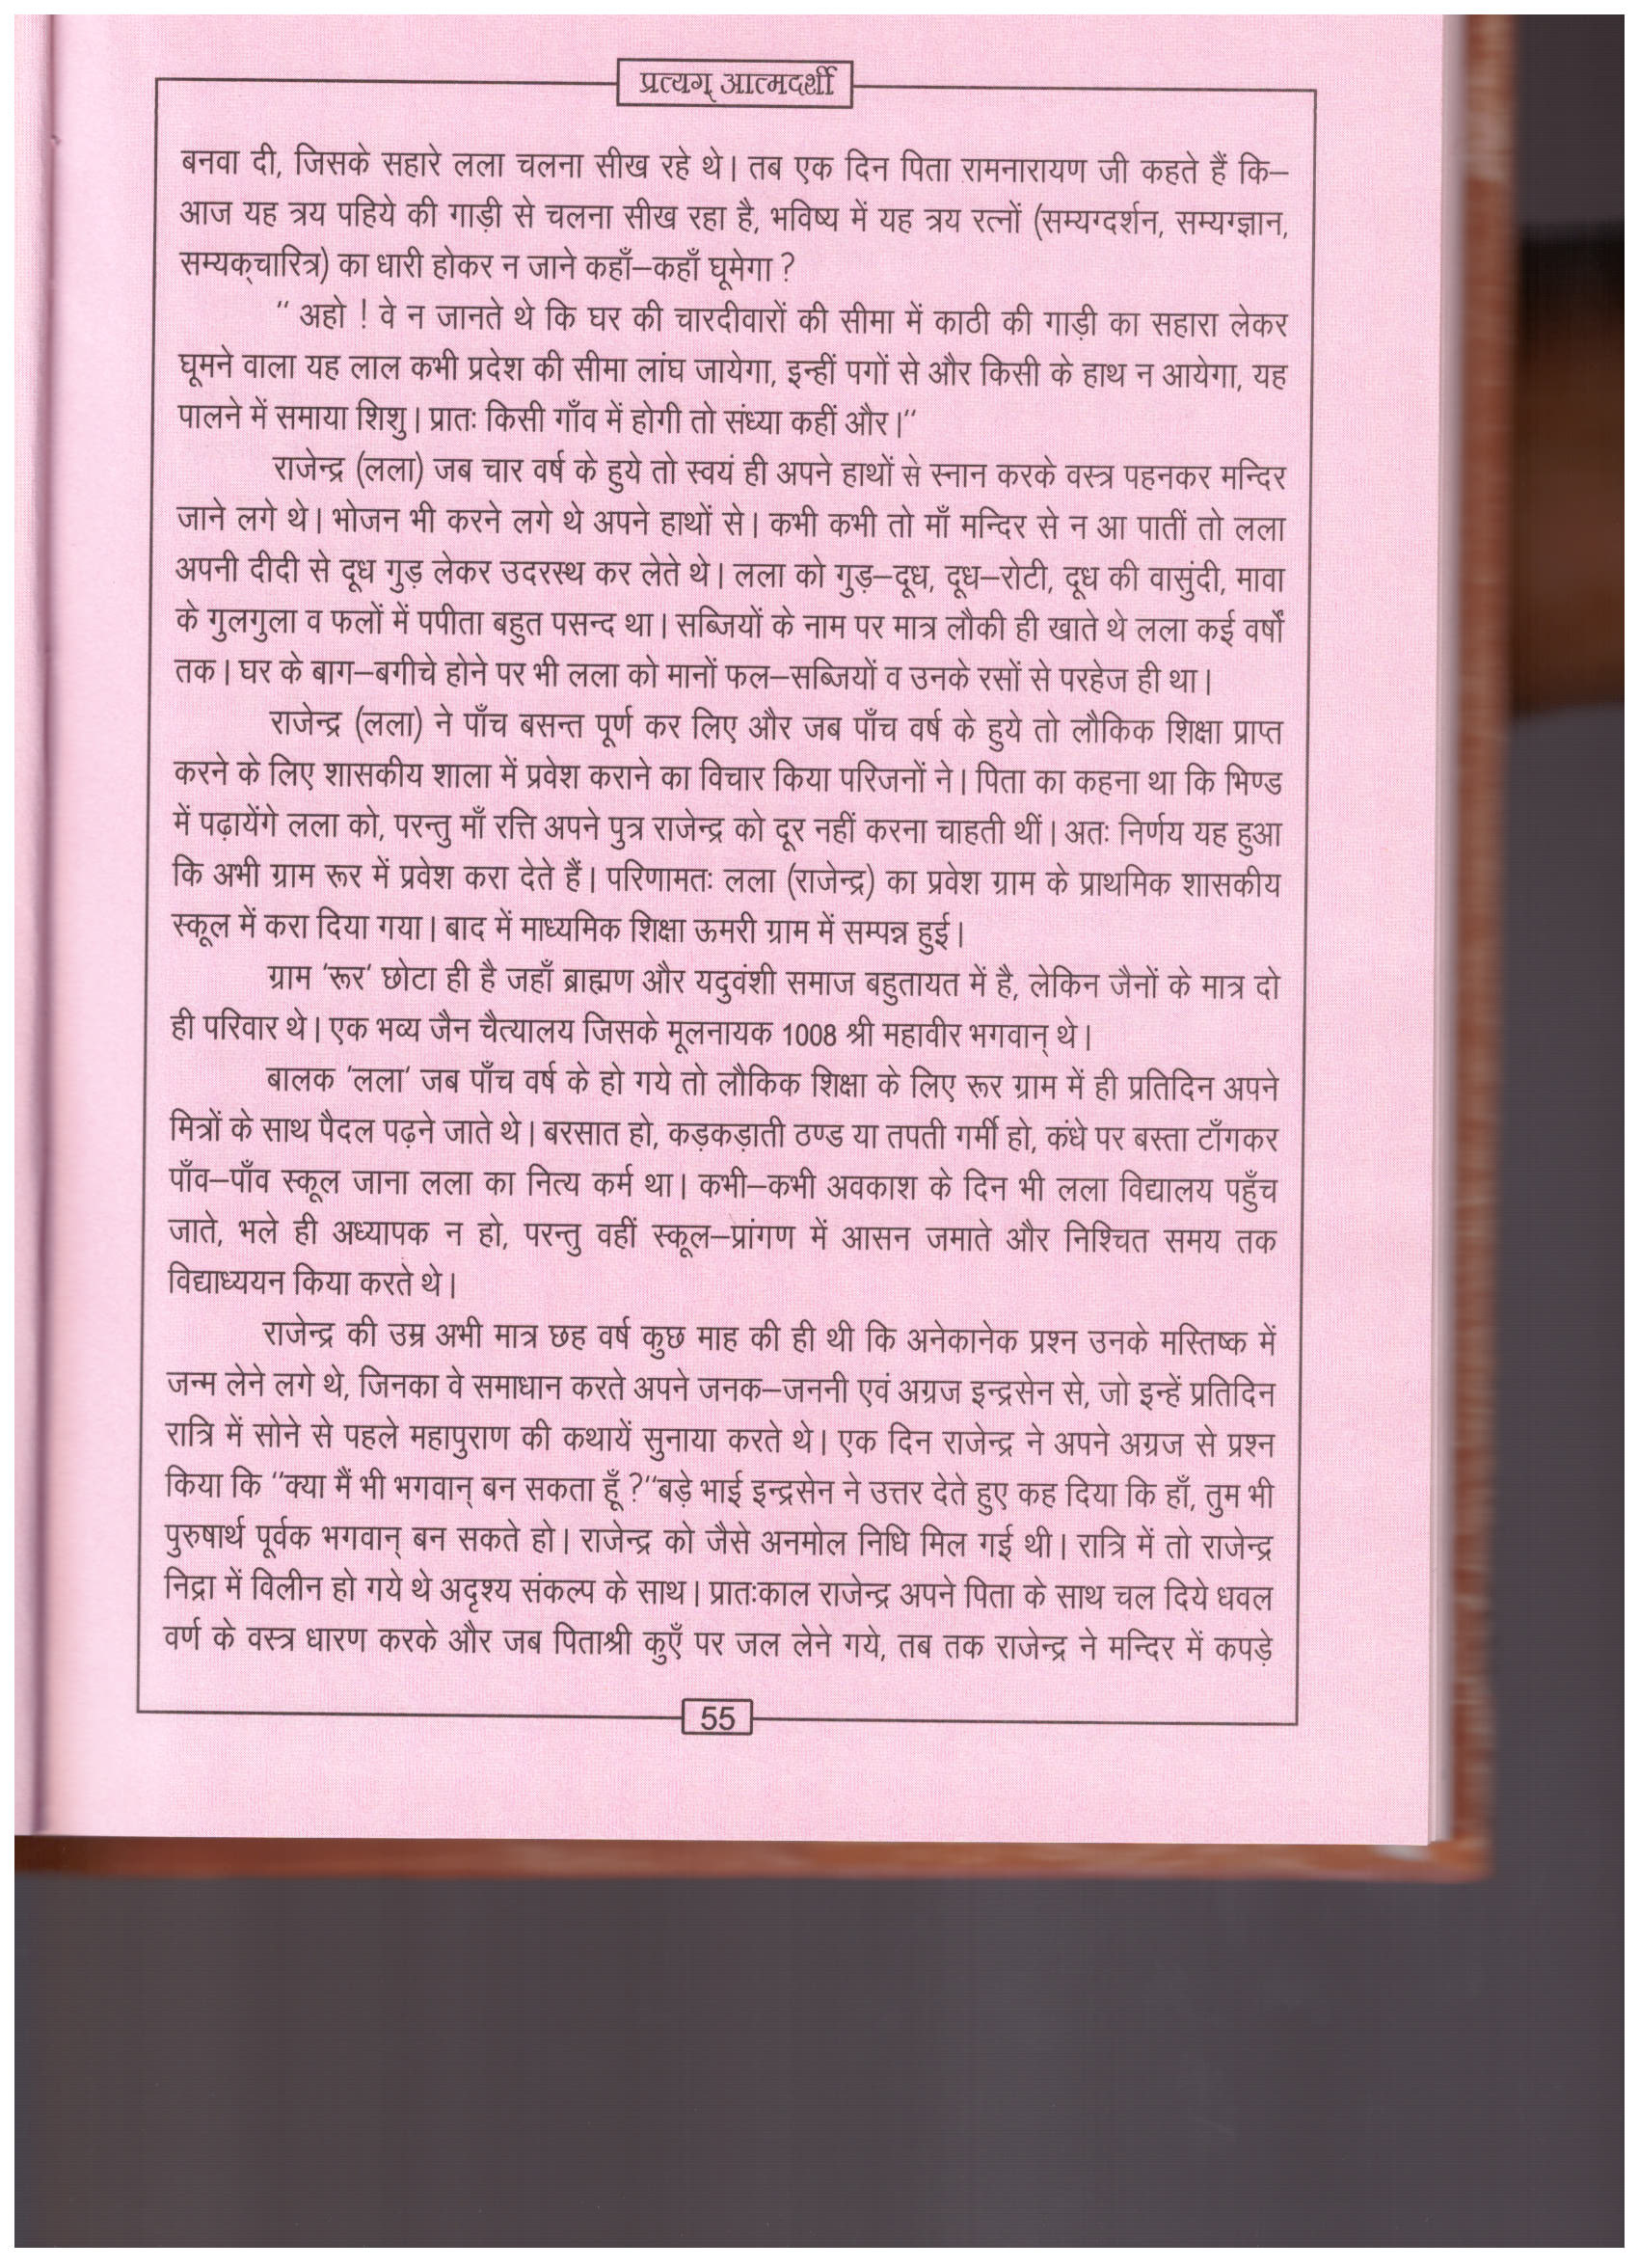 प्रत्यग् आत्मदर्शी
बनवा दी, जिसके सहारे लला चलना सीख रहे थे। तब एक दिन पिता रामनारायण जी कहते हैं कि–
आज यह त्रय पहिये की गाड़ी से चलना सीख रहा है, भविष्य में यह त्रय रत्नों (सम्यग्दर्शन, सम्यग्ज्ञान,
सम्यक्चारित्र) का धारी होकर न जाने कहाँ–कहाँ घूमेगा ?
“ अहो ! वे न जानते थे कि घर की चारदीवारों की सीमा में काठी की गाड़ी का सहारा लेकर
घूमने वाला यह लाल कभी प्रदेश की सीमा लांघ जायेगा, इन्हीं पगों से और किसी के हाथ न आयेगा, यह
पालने में समाया शिशु। प्रातः किसी गाँव में होगी तो संध्या कहीं और।”
राजेन्द्र (लला) जब चार वर्ष के हुये तो स्वयं ही अपने हाथों से स्नान करके वस्त्र पहनकर मन्दिर
जाने लगे थे। भोजन भी करने लगे थे अपने हाथों से। कभी कभी तो माँ मन्दिर से न आ पातीं तो लला
अपनी दीदी से दूध गुड़ लेकर उदरस्थ कर लेते थे। लला को गुड़–दूध, दूध–रोटी, दूध की वासुंदी, मावा
के गुलगुला व फलों में पपीता बहुत पसन्द था। सब्जियों के नाम पर मात्र लौकी ही खाते थे लला कई वर्षों
तक। घर के बाग–बगीचे होने पर भी लला को मानों फल–सब्जियों व उनके रसों से परहेज ही था।
राजेन्द्र (लला) ने पाँच बसन्त पूर्ण कर लिए और जब पाँच वर्ष के हुये तो लौकिक शिक्षा प्राप्त
करने के लिए शासकीय शाला में प्रवेश कराने का विचार किया परिजनों ने। पिता का कहना था कि भिण्ड
में पढ़ायेंगे लला को, परन्तु माँ रत्ति अपने पुत्र राजेन्द्र को दूर नहीं करना चाहती थीं। अतः निर्णय यह हुआ
कि अभी ग्राम रूर में प्रवेश करा देते हैं। परिणामतः लला (राजेन्द्र) का प्रवेश ग्राम के प्राथमिक शासकीय
स्कूल में करा दिया गया। बाद में माध्यमिक शिक्षा ऊमरी ग्राम में सम्पन्न हुई।
ग्राम ‘रूर’ छोटा ही है जहाँ ब्राह्मण और यदुवंशी समाज बहुतायत में है, लेकिन जैनों के मात्र दो
ही परिवार थे। एक भव्य जैन चैत्यालय जिसके मूलनायक 1008 श्री महावीर भगवान् थे।
बालक ‘लला’ जब पाँच वर्ष के हो गये तो लौकिक शिक्षा के लिए रूर ग्राम में ही प्रतिदिन अपने
मित्रों के साथ पैदल पढ़ने जाते थे। बरसात हो, कड़कड़ाती ठण्ड या तपती गर्मी हो, कंधे पर बस्ता टाँगकर
पाँव–पाँव स्कूल जाना लला का नित्य कर्म था। कभी–कभी अवकाश के दिन भी लला विद्यालय पहुँच
जाते, भले ही अध्यापक न हो, परन्तु वहीं स्कूल–प्रांगण में आसन जमाते और निश्चित समय तक
विद्याध्ययन किया करते थे।
राजेन्द्र की उम्र अभी मात्र छह वर्ष कुछ माह की ही थी कि अनेकानेक प्रश्न उनके मस्तिष्क में
जन्म लेने लगे थे, जिनका वे समाधान करते अपने जनक–जननी एवं अग्रज इन्द्रसेन से, जो इन्हें प्रतिदिन
रात्रि में सोने से पहले महापुराण की कथायें सुनाया करते थे। एक दिन राजेन्द्र ने अपने अग्रज से प्रश्न
किया कि “क्या मैं भी भगवान् बन सकता हूँ ?”बड़े भाई इन्द्रसेन ने उत्तर देते हुए कह दिया कि हाँ, तुम भी
पुरुषार्थ पूर्वक भगवान् बन सकते हो। राजेन्द्र को जैसे अनमोल निधि मिल गई थी। रात्रि में तो राजेन्द्र
निद्रा में विलीन हो गये थे अदृश्य संकल्प के साथ। प्रातःकाल राजेन्द्र अपने पिता के साथ चल दिये धवल
वर्ण के वस्त्र धारण करके और जब पिताश्री कुएँ पर जल लेने गये, तब तक राजेन्द्र ने मन्दिर में कपड़े
55